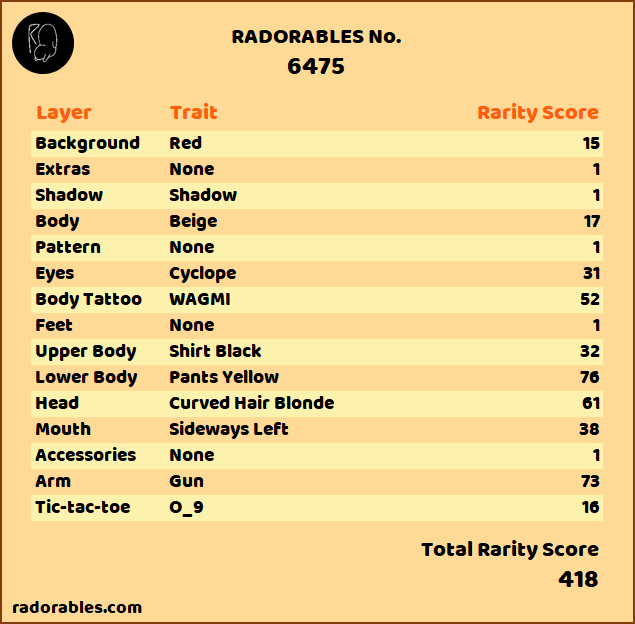 RADORABLES No.
6475
Layer Trait Rarity Score
Background Red 15
Extras None 1
Shadow Shadow 1
Body Beige 17
Pattern None 1
Eyes Cyclope 31
Body Tattoo WAGMI 52
Feet None 1
Upper Body Shirt Black 32
Lower Body Pants Yellow 76
Head Curved Hair Blonde 61
Mouth Sideways Left 38
Accessories None 1
Arm Gun 73
Tic-tac-toe O_9 16
Total Rarity Score
418
radorables.com